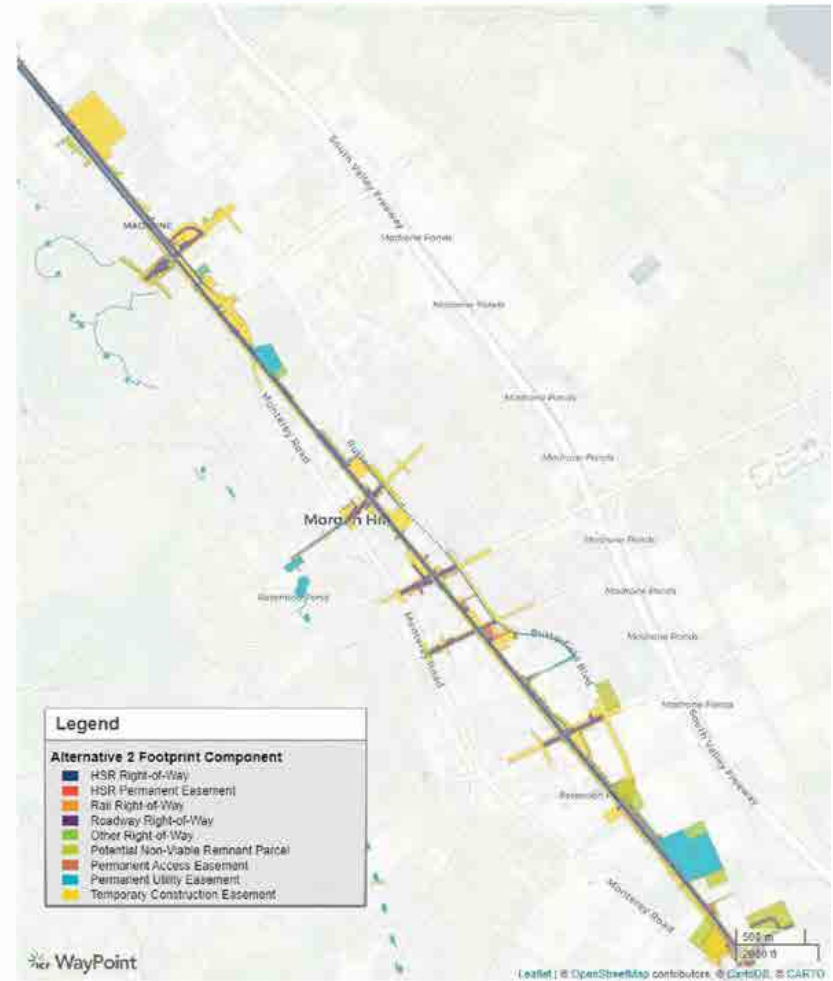 South Valley Freeway
Madrone Ponds
Madrone Ponds
Madrone Ponds
Madrone Ponds
Monterey Road
Morgan Hill
Madrone Ponds
Madrone Ponds
Retention Pond
Madrone Ponds
Butterfield Blvd
Monterey Road
Madrone Ponds
South Valley Freeway
Monterey Road
Legend
Alternative 2 Footprint Component
HSR Right-of-Way
HSR Permanent Easement
Rail Right-of-Way
Roadway Right-of-Way
Other Right-of-Way
Potential Non-Viable Remnant Parcel
Permanent Access Easement
Permanent Utility Easement
Temporary Construction Easement
500 m
2000 ft
ICF WayPoint
Leaflet | © OpenStreetMap contributors, © CartoDB, © CARTO